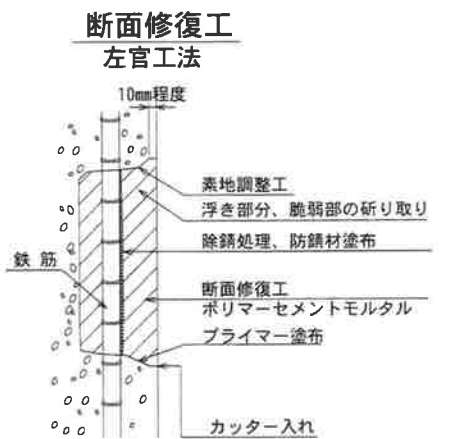 断面修復工
左官工法
10mm程度
素地調整工
浮き部分、脆弱部の斫り取り
除錆処理、防錆材塗布
鉄筋
断面修復工
ポリマーセメントモルタル
プライマー塗布
カッター入れ